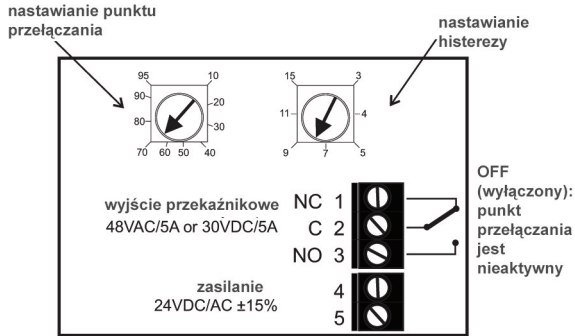 nastawianie punktu
przełączania
nastawianie
histerezy
95 10
90 20
80 30
70 60 50 40
15 3
11 4
9 7 5
wyjście przekaźnikowe
48VAC/5A or 30VDC/5A
NC 1
C 2
NO 3
OFF
(wyłączony):
punkt
przełączania
jest
nieaktywny
zasilanie
24VDC/AC ±15%
4
5